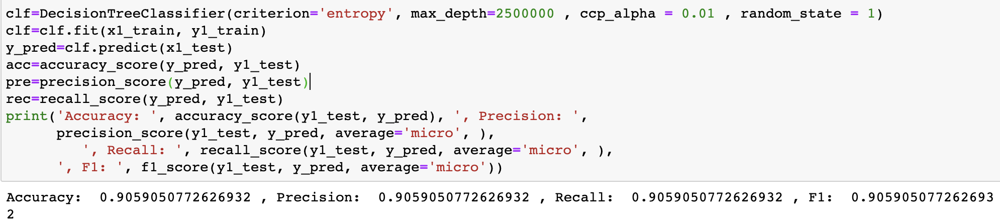 clf=DecisionTreeClassifier(criterion='entropy', max_depth=2500000 , ccp_alpha = 0.01 , random_state = 1)
clf=clf.fit(x1_train, y1_train)
y_pred=clf.predict(x1_test)
acc=accuracy_score(y_pred, y1_test)
pre=precision_score(y_pred, y1_test)
rec=recall_score(y_pred, y1_test)
print('Accuracy: ', accuracy_score(y1_test, y_pred), ', Precision: ',
      precision_score(y1_test, y_pred, average='micro', ),
         ', Recall: ', recall_score(y1_test, y_pred, average='micro', ),
      ', F1: ', f1_score(y1_test, y_pred, average='micro'))
Accuracy:  0.9059050772626932 , Precision:  0.9059050772626932 , Recall:  0.9059050772626932 , F1:  0.905905077262693
2